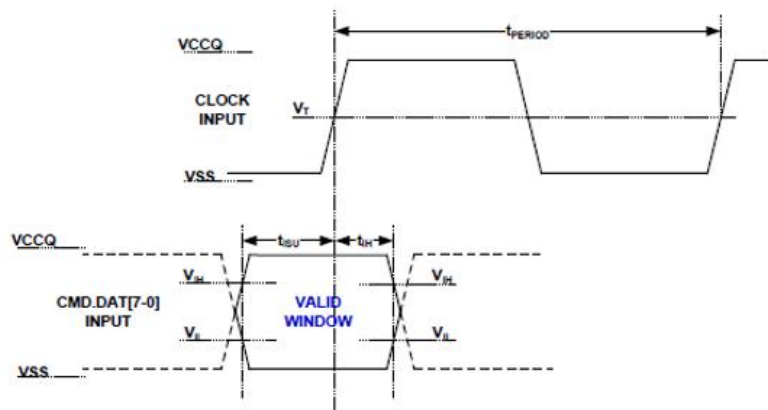 tPERIOD
VCCQ
CLOCK
INPUT
VT
VSS
VCCQ
tISU
tIH
VIH
VIH
CMD.DAT[7-0]
INPUT
VALID
WINDOW
VIL
VIL
VSS